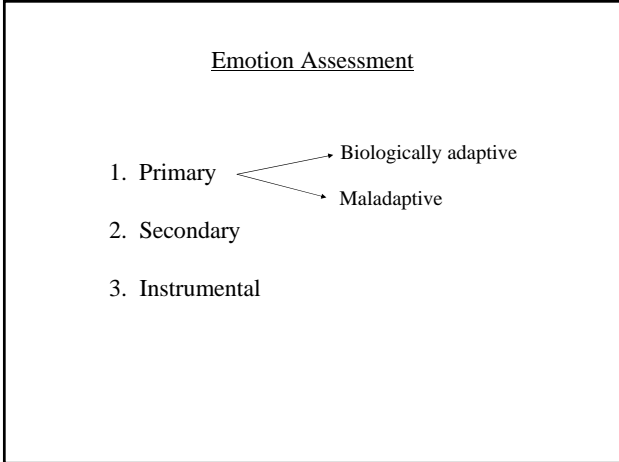 Emotion Assessment
Biologically adaptive
1. Primary
Maladaptive
2. Secondary
3. Instrumental